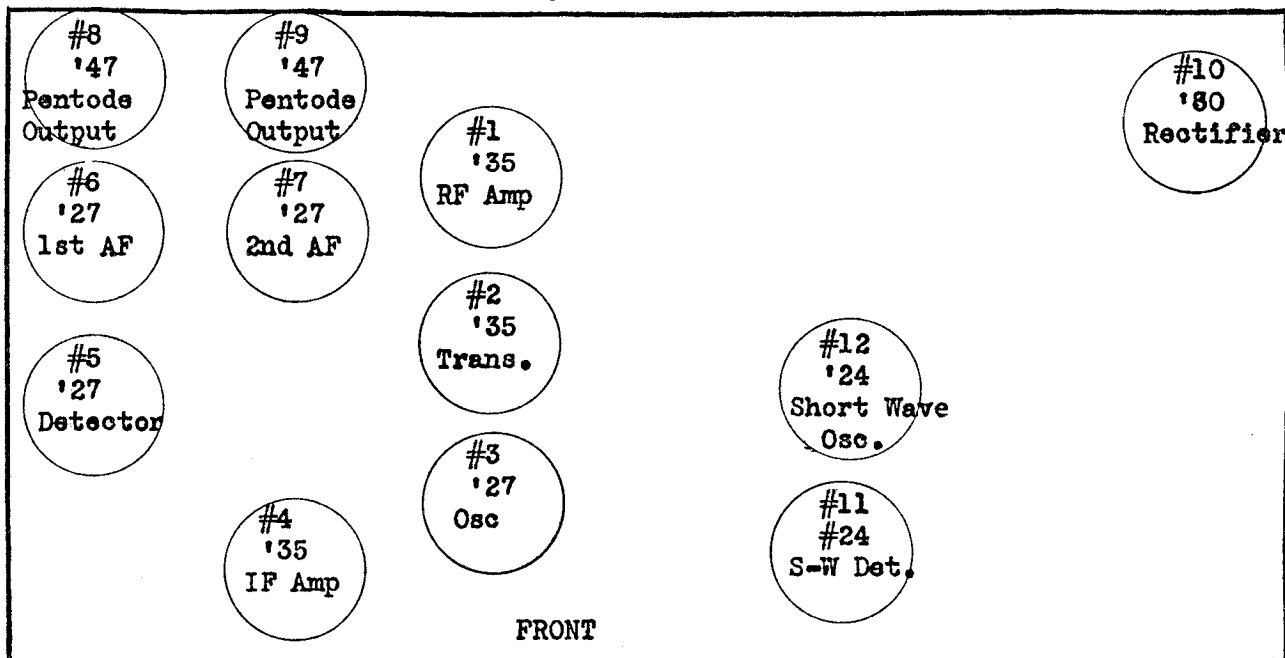 #8
'47
Pentode
Output
#9
'47
Pentode
Output
#10
'80
Rectifier
#1
'35
RF Amp
#6
'27
1st AF
#7
'27
2nd AF
#2
'35
Trans.
#5
'27
Detector
#12
'24
Short Wave
Osc.
#3
'27
Osc
#11
#24
S-W Det.
#4
'35
IF Amp
FRONT